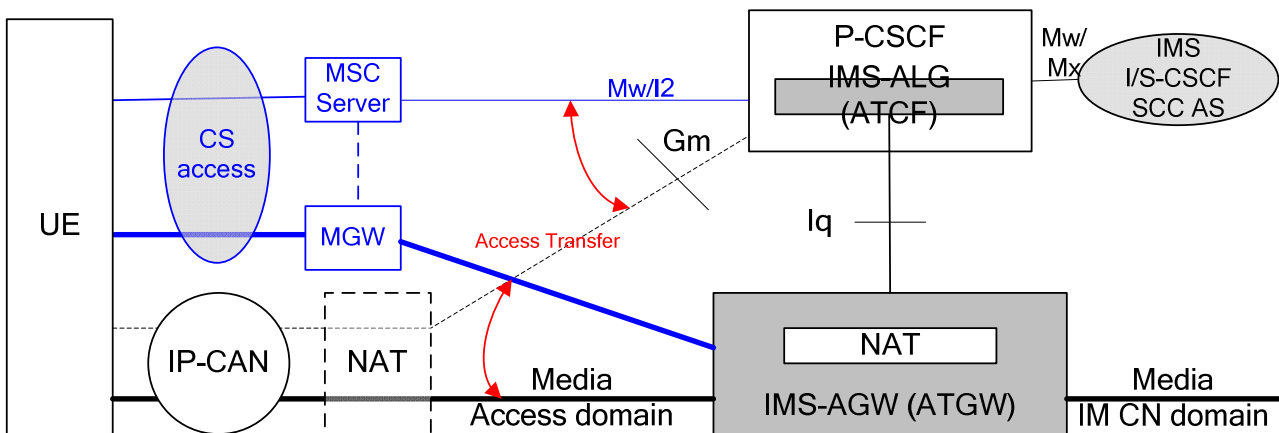 UE
CS
access
MSC
Server
MGW
Mw/I2
Gm
P-CSCF
IMS-ALG
(ATCF)
Mw/
Mx
IMS
I/S-CSCF
SCC AS
Iq
Access Transfer
IP-CAN
NAT
Media
Access domain
NAT
IMS-AGW (ATGW)
Media
IM CN domain